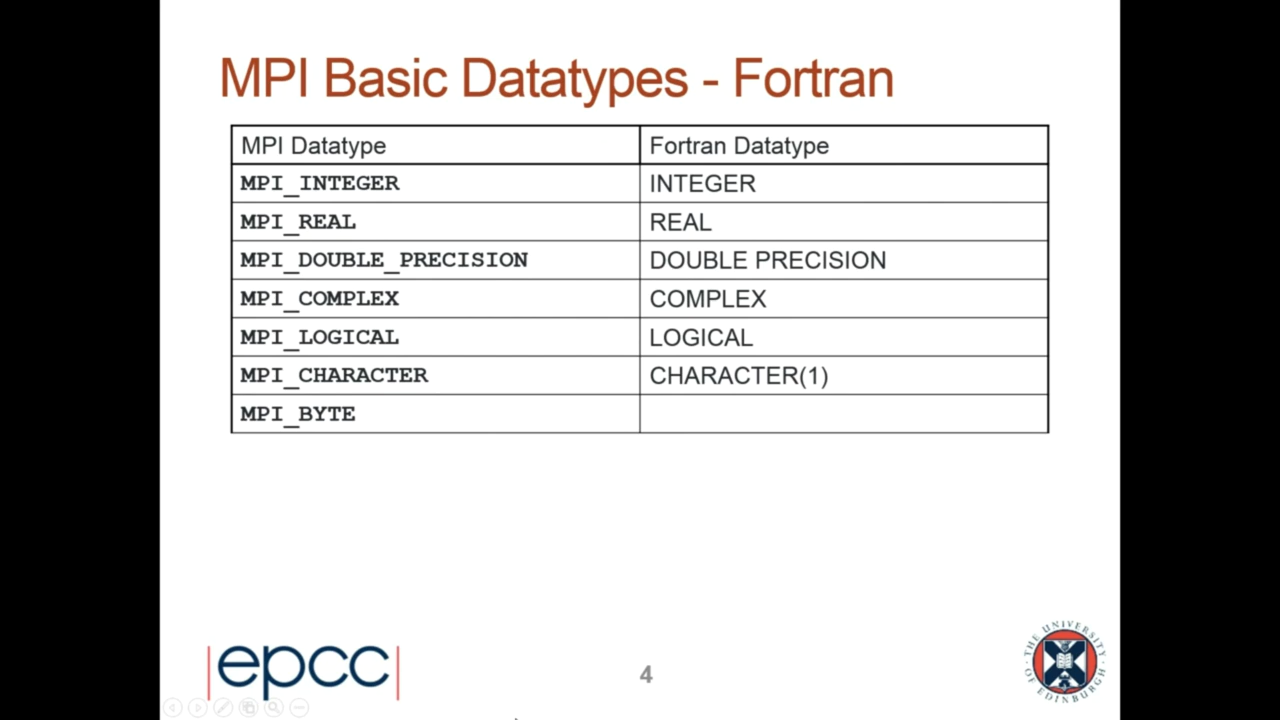 MPI Basic Datatypes - Fortran
MPI Datatype Fortran Datatype
MPI_INTEGER INTEGER
MPI_REAL REAL
MPI_DOUBLE_PRECISION DOUBLE PRECISION
MPI_COMPLEX COMPLEX
MPI_LOGICAL LOGICAL
MPI_CHARACTER CHARACTER(1)
MPI_BYTE
epcc
4
THE UNIVERSITY OF EDINBURGH